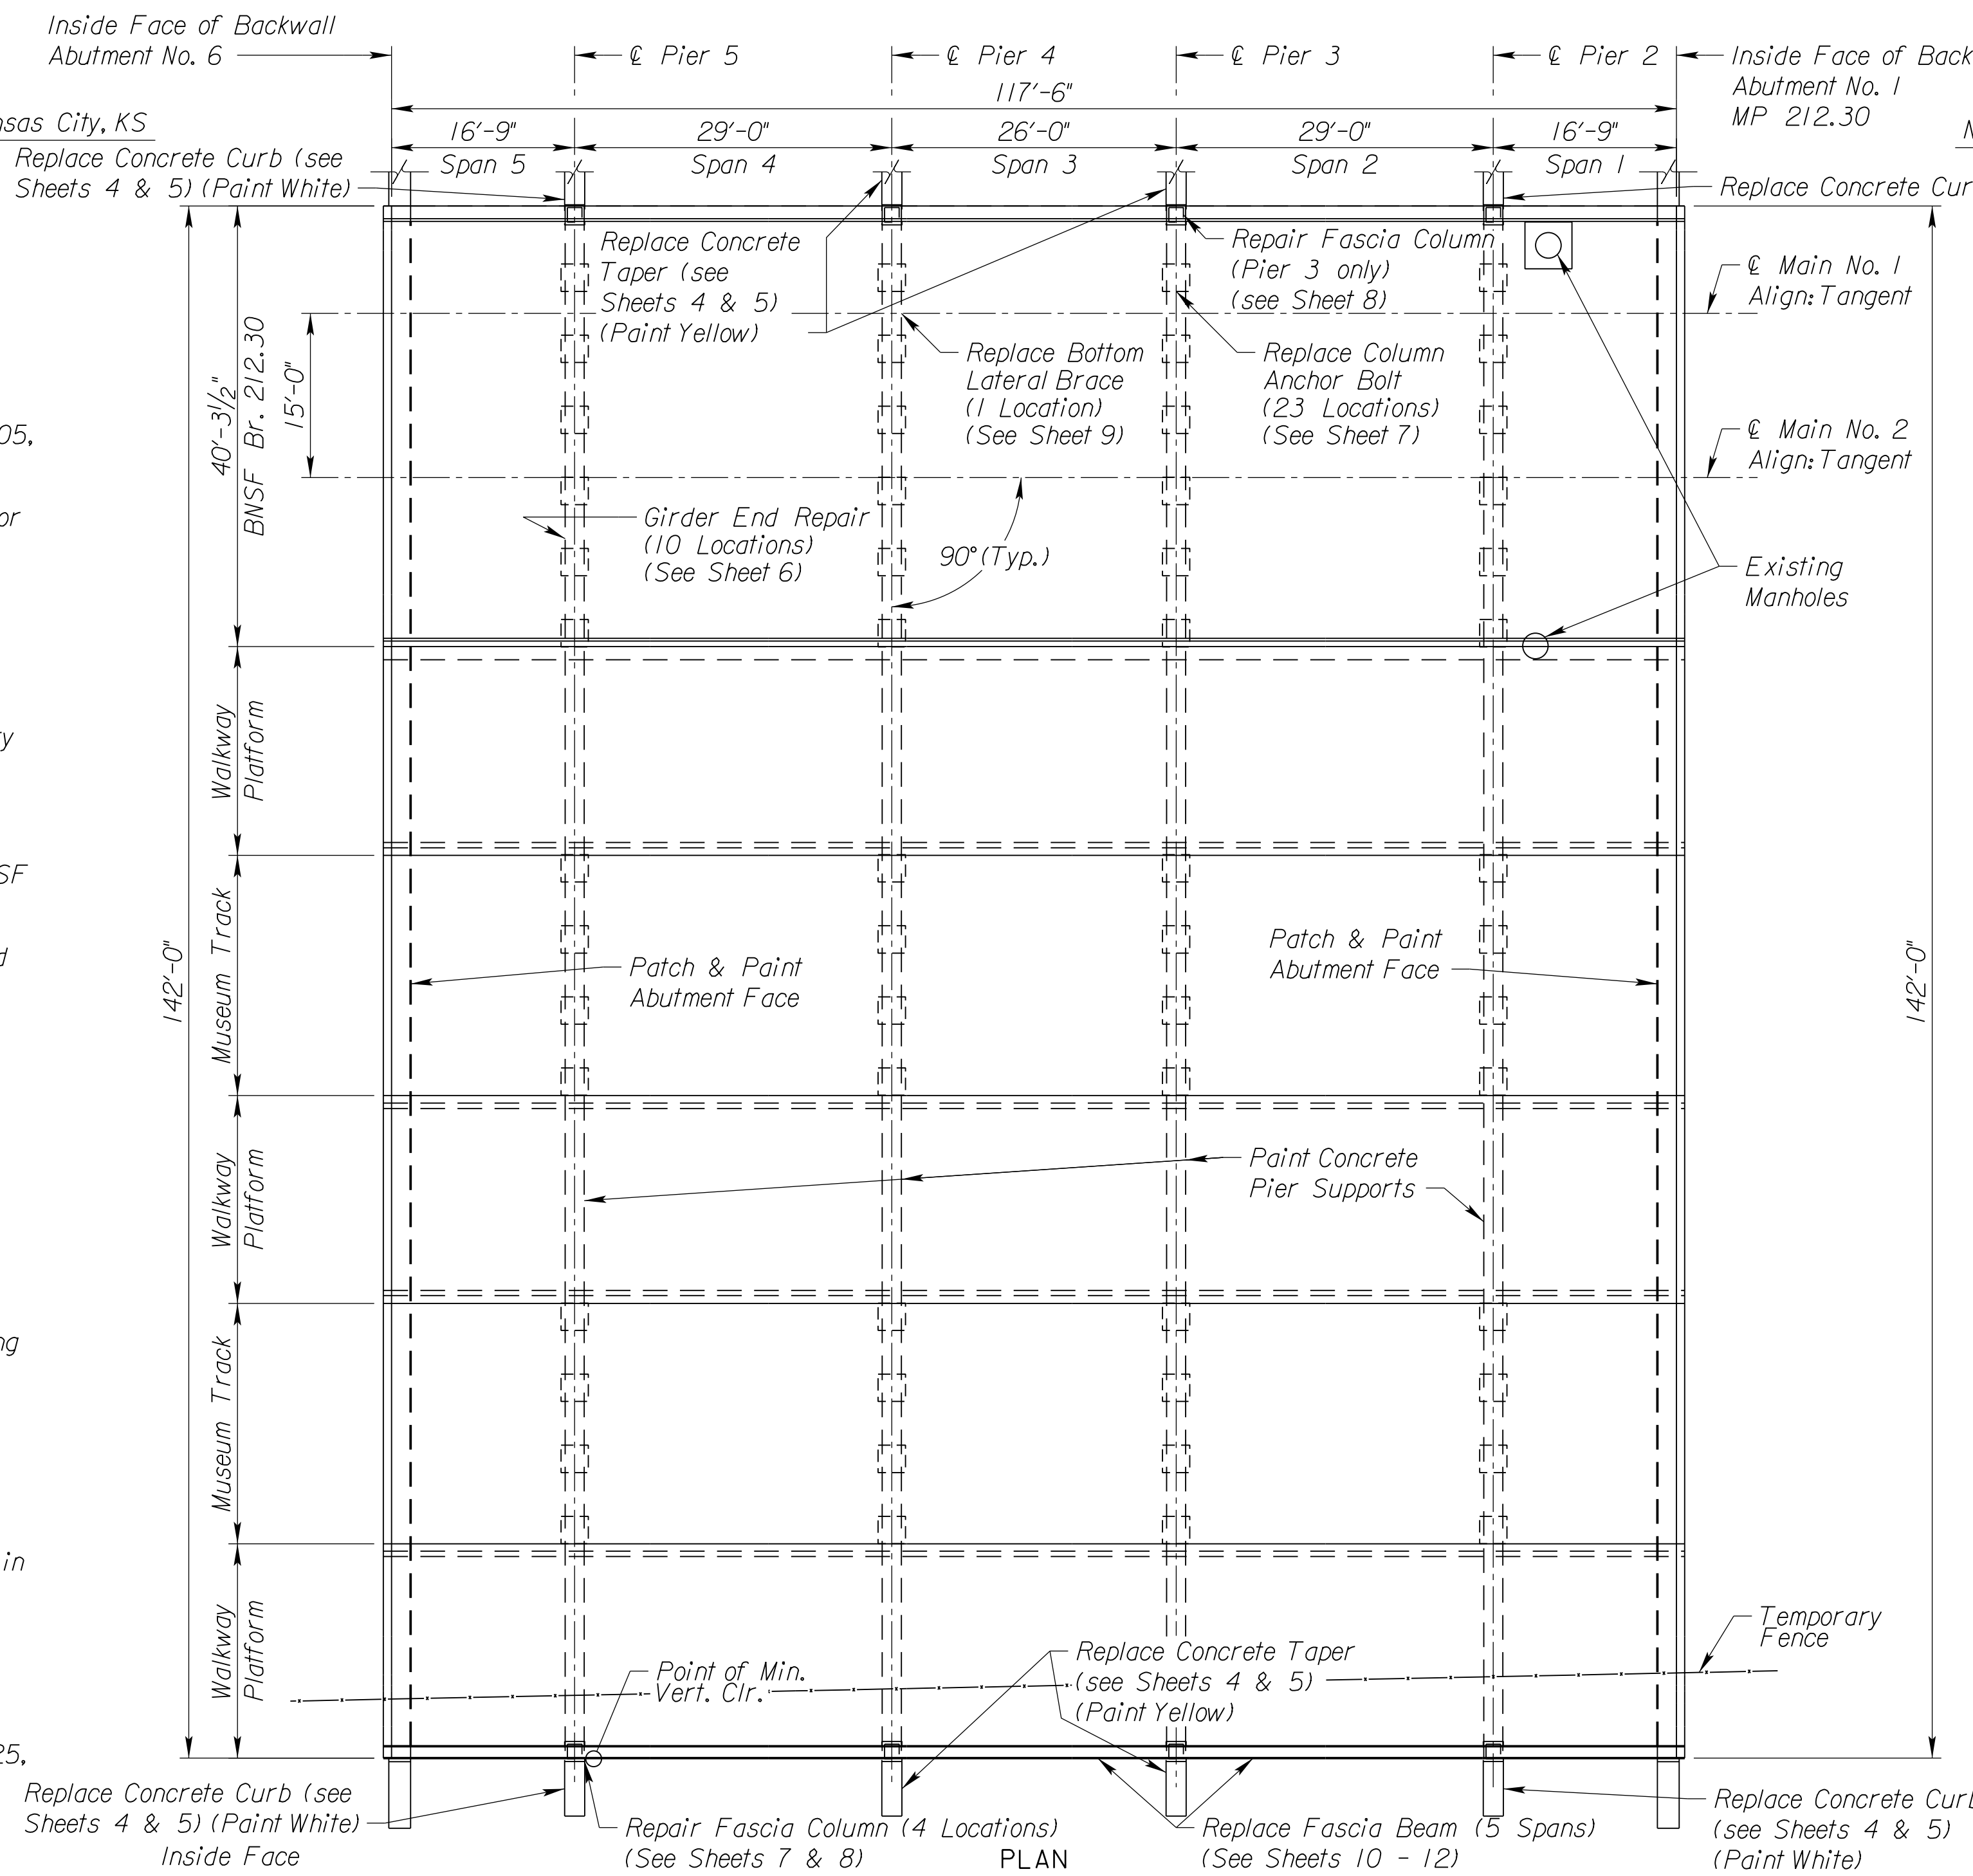 Inside Face of Backwall
Abutment No. 6
℄ Pier 5
℄ Pier 4
℄ Pier 3
℄ Pier 2
Inside Face of Back
Abutment No. 1
MP 212.30
117'-6"
nsas City, KS
N
16'-9"
29'-0"
26'-0"
29'-0"
16'-9"
Span 5
Span 4
Span 3
Span 2
Span 1
Replace Concrete Curb (see
Sheets 4 & 5) (Paint White)
Replace Concrete Cur
Replace Concrete
Taper (see
Sheets 4 & 5)
(Paint Yellow)
Repair Fascia Column
(Pier 3 only)
(see Sheet 8)
℄ Main No. 1
Align: Tangent
Replace Bottom
Lateral Brace
(1 Location)
(See Sheet 9)
Replace Column
Anchor Bolt
(23 Locations)
(See Sheet 7)
40'-3½"
BNSF Br. 212.30
15'-0"
05,
℄ Main No. 2
Align: Tangent
or
Girder End Repair
(10 Locations)
(See Sheet 6)
90° (Typ.)
Existing
Manholes
Walkway
Platform
ry
SF
Museum Track
d
142'-0"
Patch & Paint
Abutment Face
Patch & Paint
Abutment Face
142'-0"
Walkway
Platform
Paint Concrete
Pier Supports
ng
Museum Track
in
Walkway
Platform
Temporary
Fence
Point of Min.
Vert. Clr.
Replace Concrete Taper
(see Sheets 4 & 5)
(Paint Yellow)
25,
Replace Concrete Curb (see
Sheets 4 & 5) (Paint White)
Inside Face
Repair Fascia Column (4 Locations)
(See Sheets 7 & 8)
Replace Fascia Beam (5 Spans)
(See Sheets 10 - 12)
Replace Concrete Curb
(see Sheets 4 & 5)
(Paint White)
PLAN